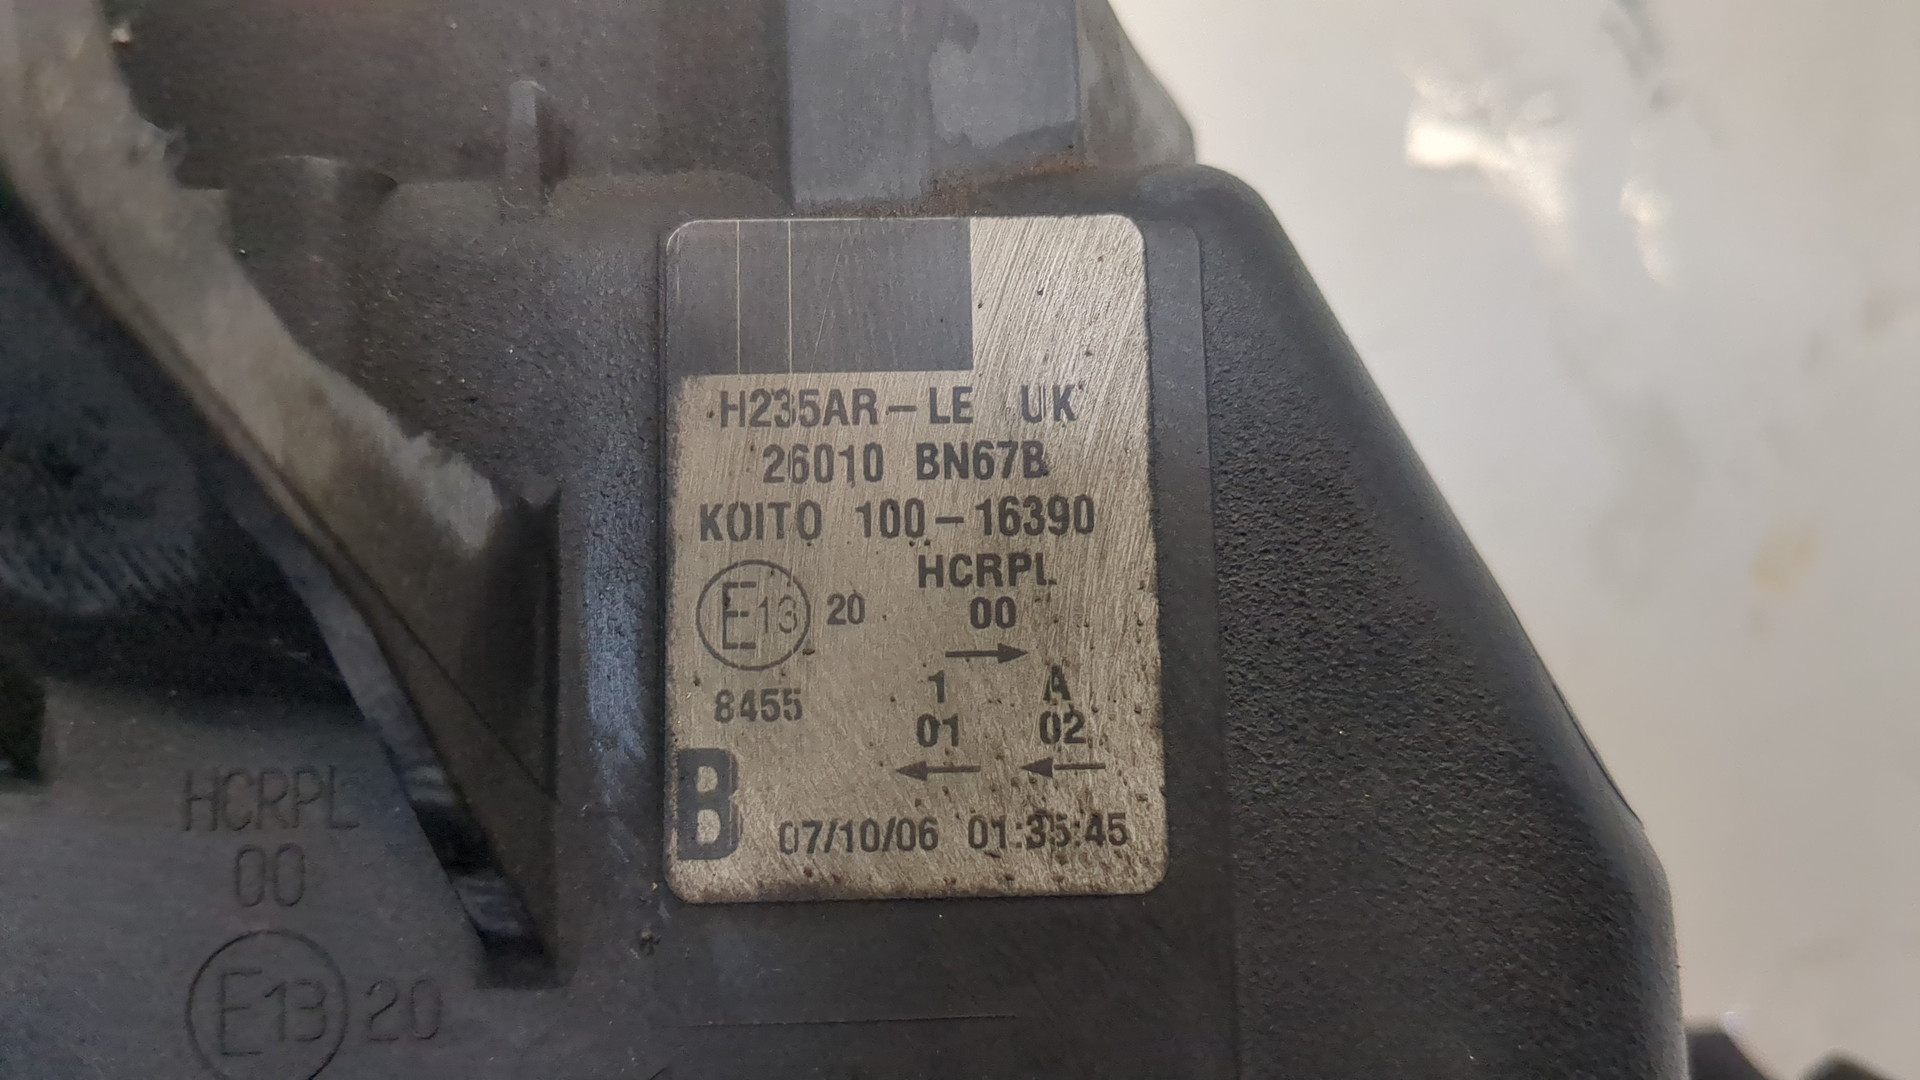 H235AR-LE UK
26010 BN67B
KOITO 100-16390
HCRPL
E13 20 00
→
8455 1 A
01 02
← ←
B 07/10/06 01:35:45
HCRPL
00
E13 20